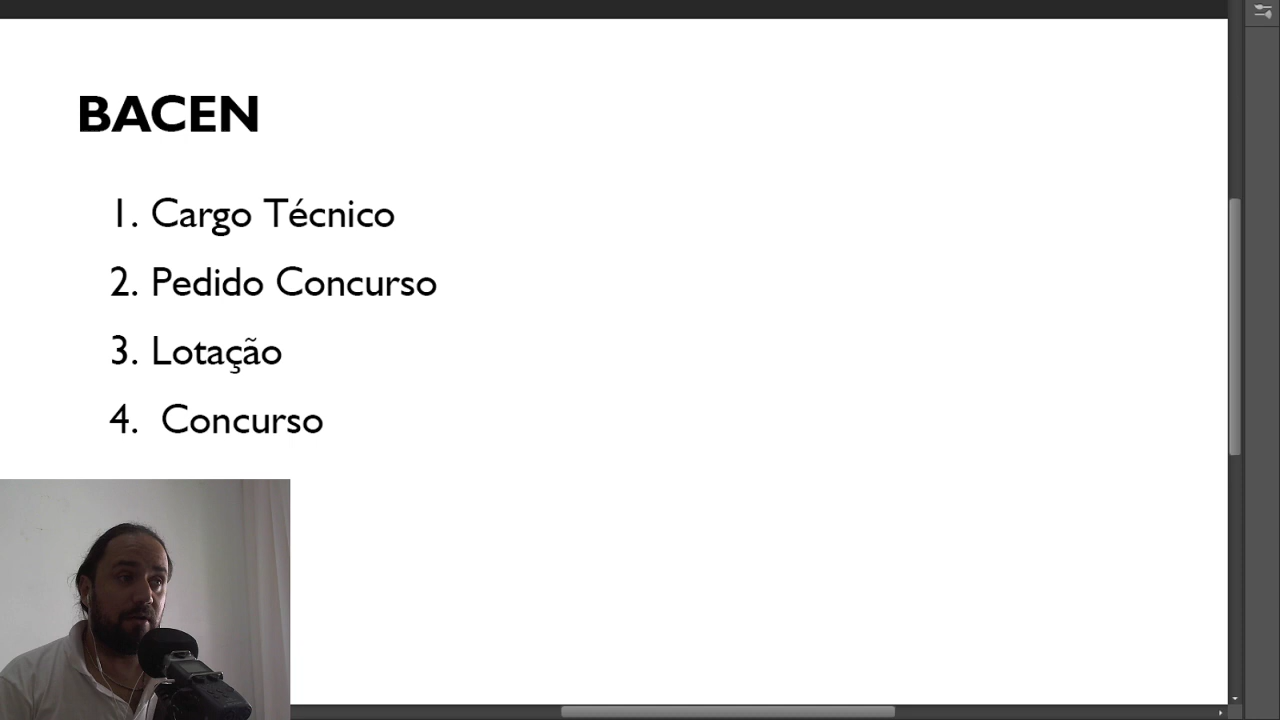 BACEN
1. Cargo Técnico
2. Pedido Concurso
3. Lotação
4. Concurso